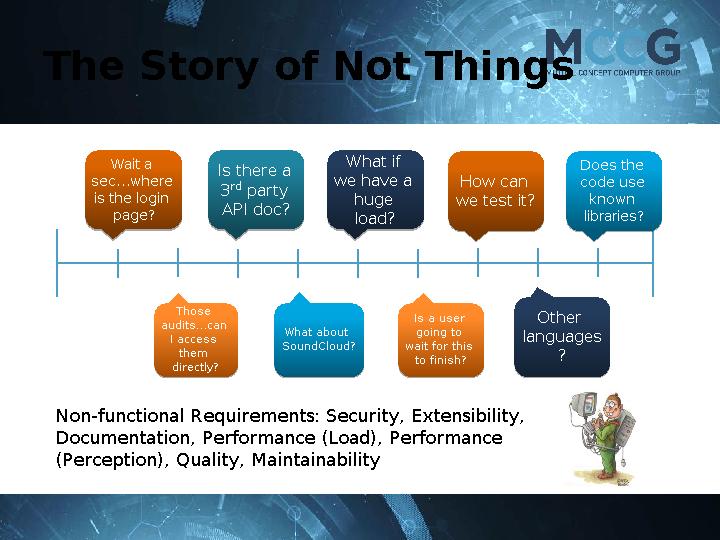 The Story of Not Things
MCCG
MUTUAL CONCEPT COMPUTER GROUP
Wait a
sec…where
is the login
page?
Is there a
3rd party
API doc?
What if
we have a
huge
load?
How can
we test it?
Does the
code use
known
libraries?
Those
audits…can
I access
them
directly?
What about
SoundCloud?
Is a user
going to
wait for this
to finish?
Other
languages
?
Non-functional Requirements: Security, Extensibility,
Documentation, Performance (Load), Performance
(Perception), Quality, Maintainability